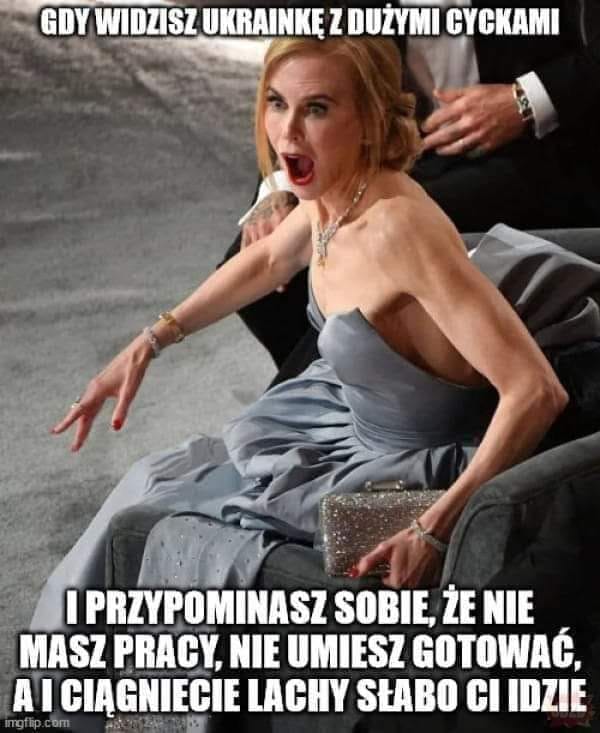 GDY WIDZISZ UKRAINKĘ Z DUŻYMI CYCKAMI
I PRZYPOMINASZ SOBIE, ŻE NIE
MASZ PRACY, NIE UMIESZ GOTOWAĆ,
A I CIĄGNIECIE LACHY SŁABO CI IDZIE
imgflip.com